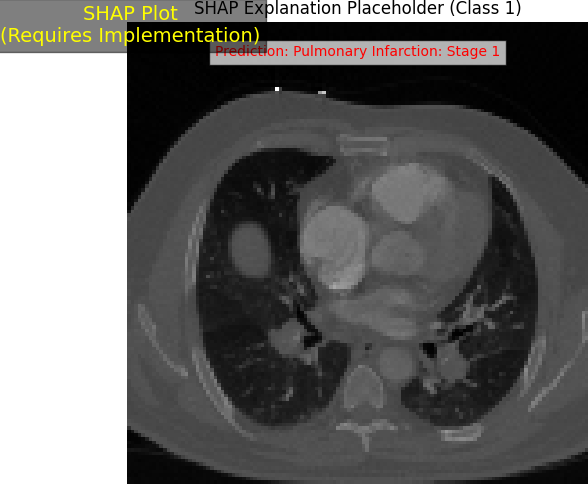 SHAP Plot
(Requires Implementation)
SHAP Explanation Placeholder (Class 1)
Prediction: Pulmonary Infarction: Stage 1